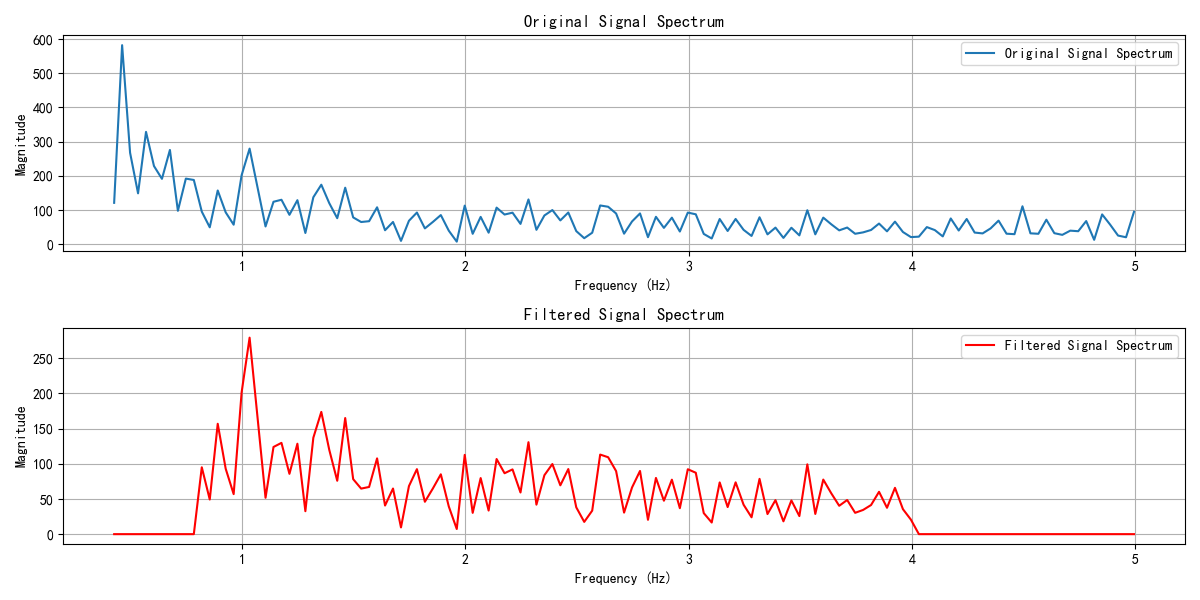 Original Signal Spectrum
600
500
400
300
200
100
0
Magnitude
Original Signal Spectrum
1
2
3
4
5
Frequency (Hz)
Filtered Signal Spectrum
250
200
150
100
50
0
Magnitude
Filtered Signal Spectrum
1
2
3
4
5
Frequency (Hz)